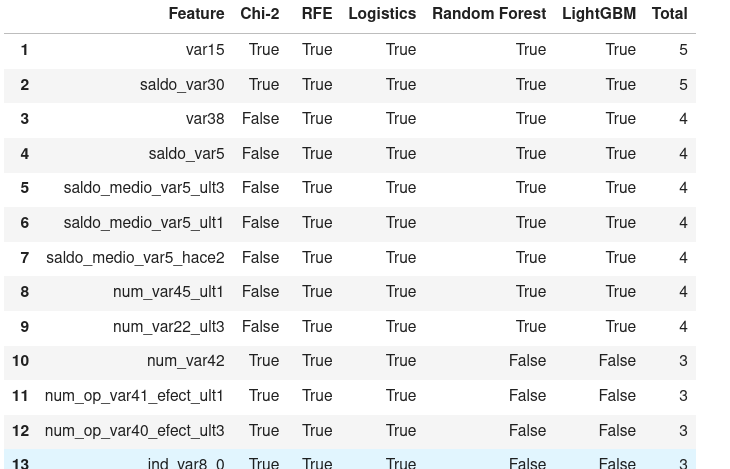 Feature Chi-2 RFE Logistics Random Forest LightGBM Total
1 var15 True True True True True 5
2 saldo_var30 True True True True True 5
3 var38 False True True True True 4
4 saldo_var5 False True True True True 4
5 saldo_medio_var5_ult3 False True True True True 4
6 saldo_medio_var5_ult1 False True True True True 4
7 saldo_medio_var5_hace2 False True True True True 4
8 num_var45_ult1 False True True True True 4
9 num_var22_ult3 False True True True True 4
10 num_var42 True True True False False 3
11 num_op_var41_efect_ult1 True True True False False 3
12 num_op_var40_efect_ult3 True True True False False 3
13 ind_var8_0 True True True False False 3